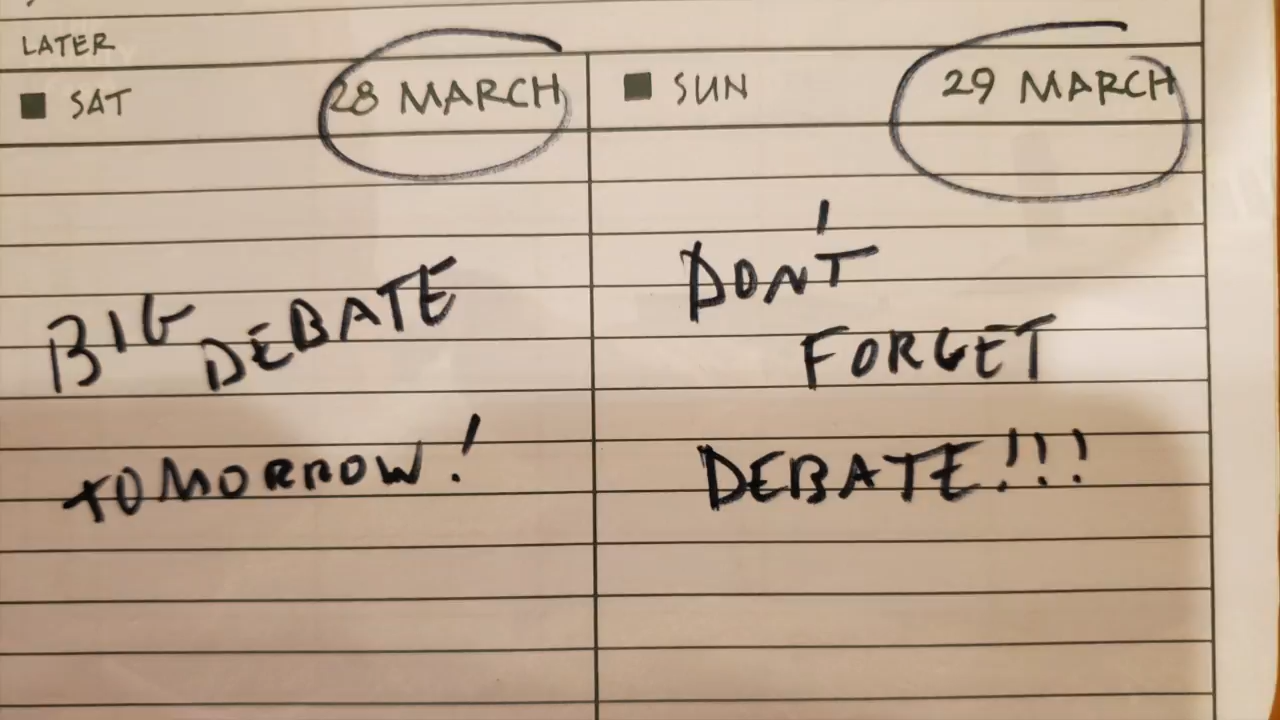 LATER
SAT 28 MARCH
SUN 29 MARCH
BIG DEBATE
TOMORROW!
DON'T
FORGET
DEBATE!!!